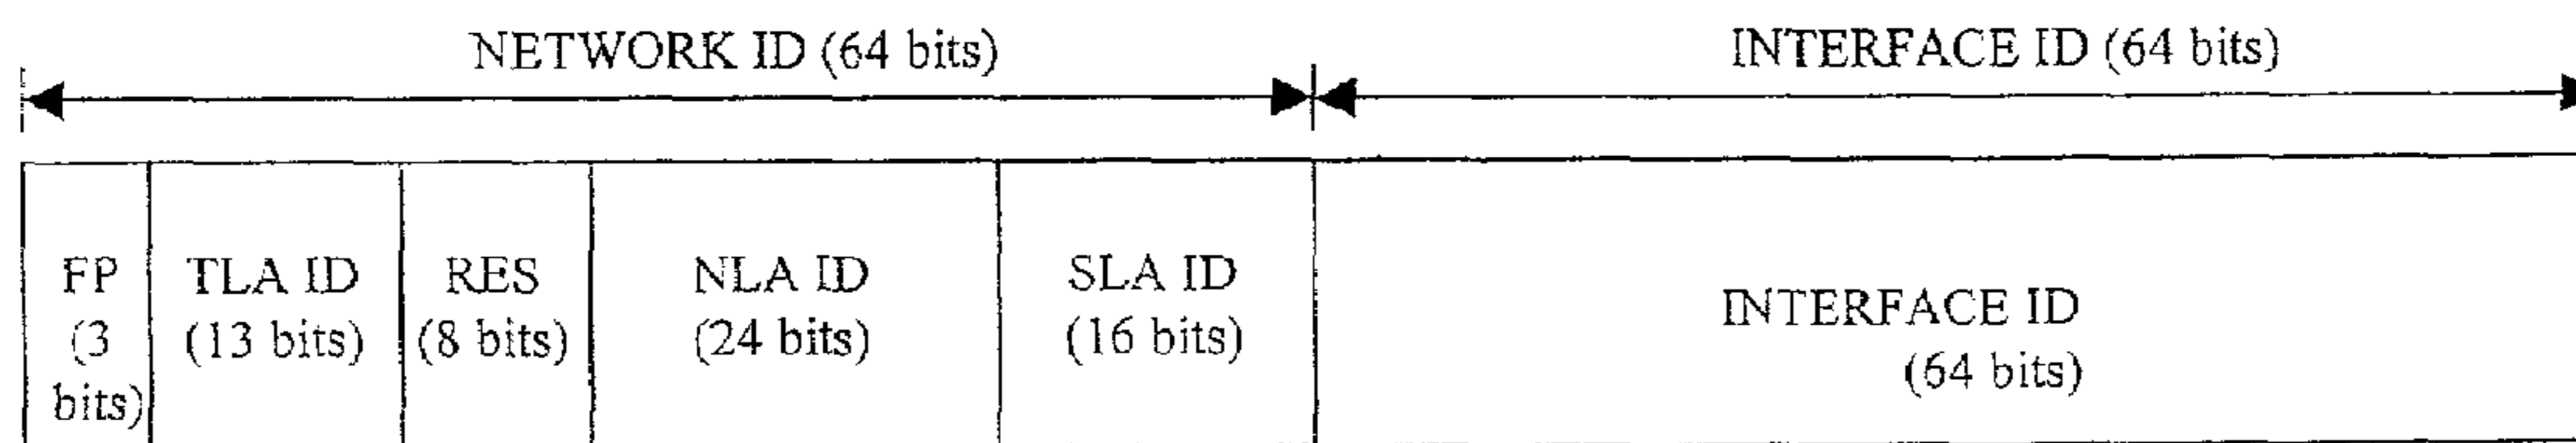 NETWORK ID (64 bits)
INTERFACE ID (64 bits)
FP
(3
bits)
TLA ID
(13 bits)
RES
(8 bits)
NLA ID
(24 bits)
SLA ID
(16 bits)
INTERFACE ID
(64 bits)